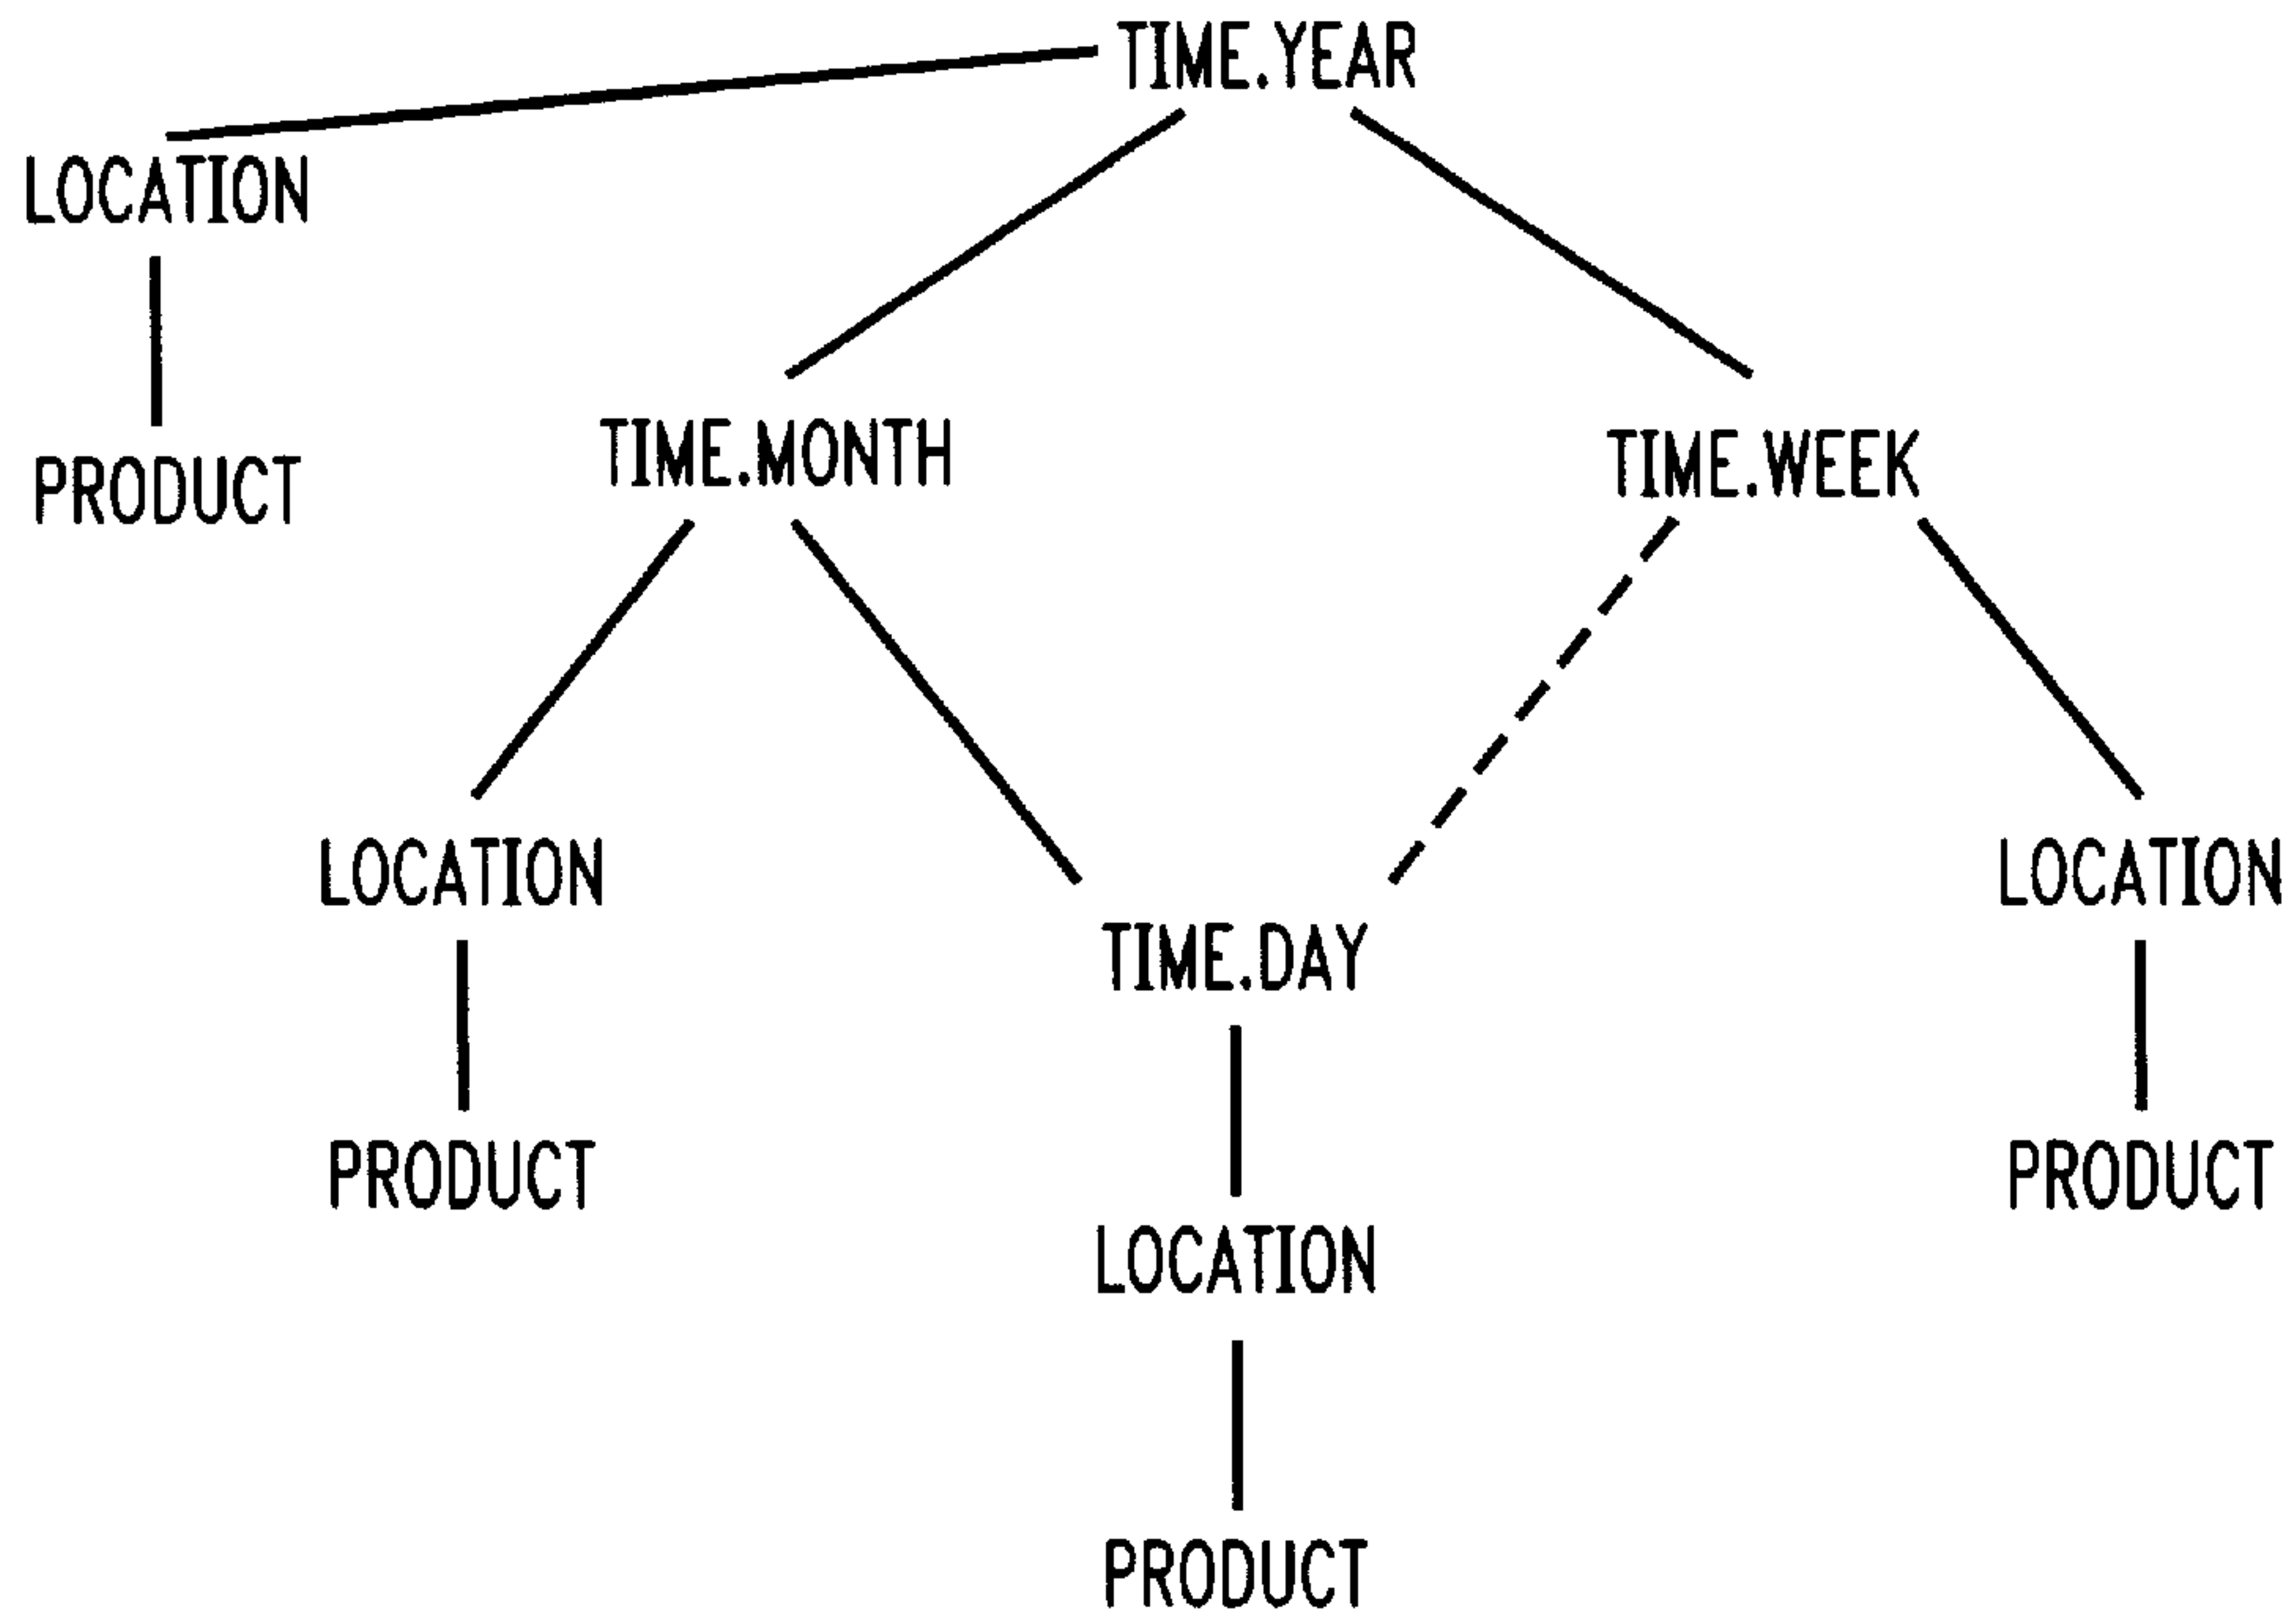 TIME.YEAR
LOCATION
PRODUCT
TIME.MONTH
TIME.WEEK
LOCATION
LOCATION
TIME.DAY
PRODUCT
PRODUCT
LOCATION
PRODUCT